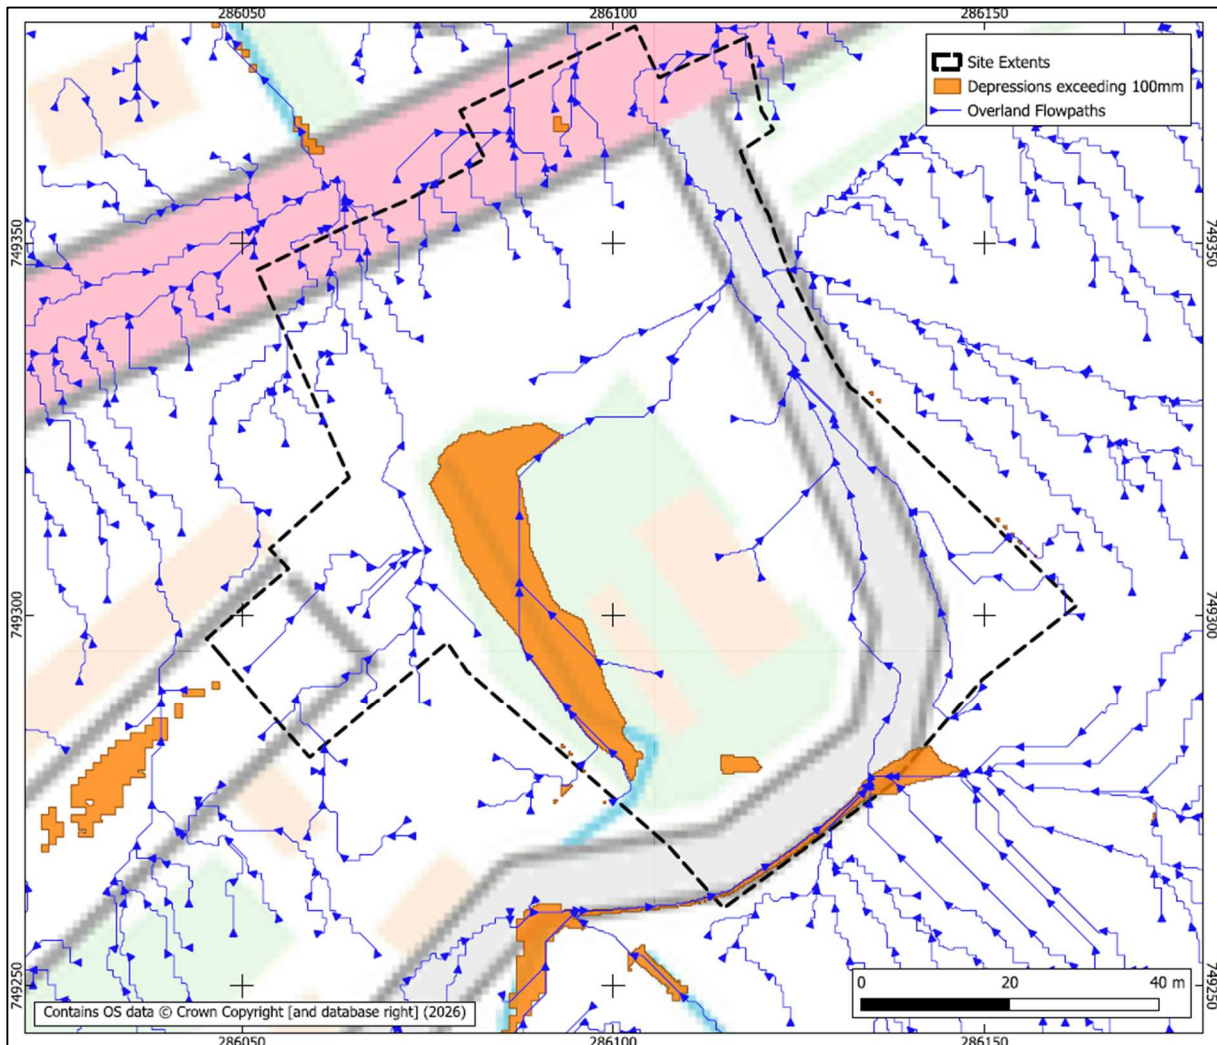 286050 286100 286150
Site Extents
Depressions exceeding 100mm
Overland Flowpaths
749350 749350
749300 749300
749250 749250
0 20 40 m
Contains OS data © Crown Copyright [and database right] (2026)
286050 286100 286150